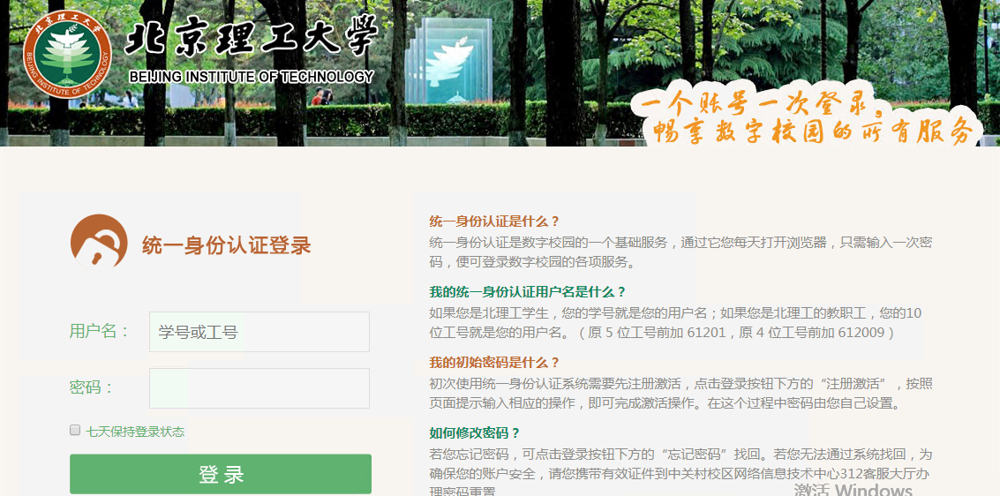 北京理工大学
BEIJING INSTITUTE OF TECHNOLOGY
北京理工大学
BEIJING INSTITUTE OF TECHNOLOGY
一个账号一次登录,
畅享数字校园的所有服务
统一身份认证登录
用户名：
学号或工号
密码：
七天保持登录状态
登 录
统一身份认证是什么？
统一身份认证是数字校园的一个基础服务，通过它您每天打开浏览器，只需输入一次密
码，便可登录数字校园的各项服务。
我的统一身份认证用户名是什么？
如果您是北理工学生，您的学号就是您的用户名；如果您是北理工的教职工，您的10
位工号就是您的用户名。（原 5 位工号前加 61201，原 4 位工号前加 612009 ）
我的初始密码是什么？
初次使用统一身份认证系统需要先注册激活，点击登录按钮下方的“注册激活”，按照
页面提示输入相应的操作，即可完成激活操作。在这个过程中密码由您自己设置。
如何修改密码？
若您忘记密码，可点击登录按钮下方的“忘记密码”找回。若您无法通过系统找回，为
确保您的账户安全，请您携带有效证件到中关村校区网络信息技术中心312客服大厅办
理密码重置
激活 Windows